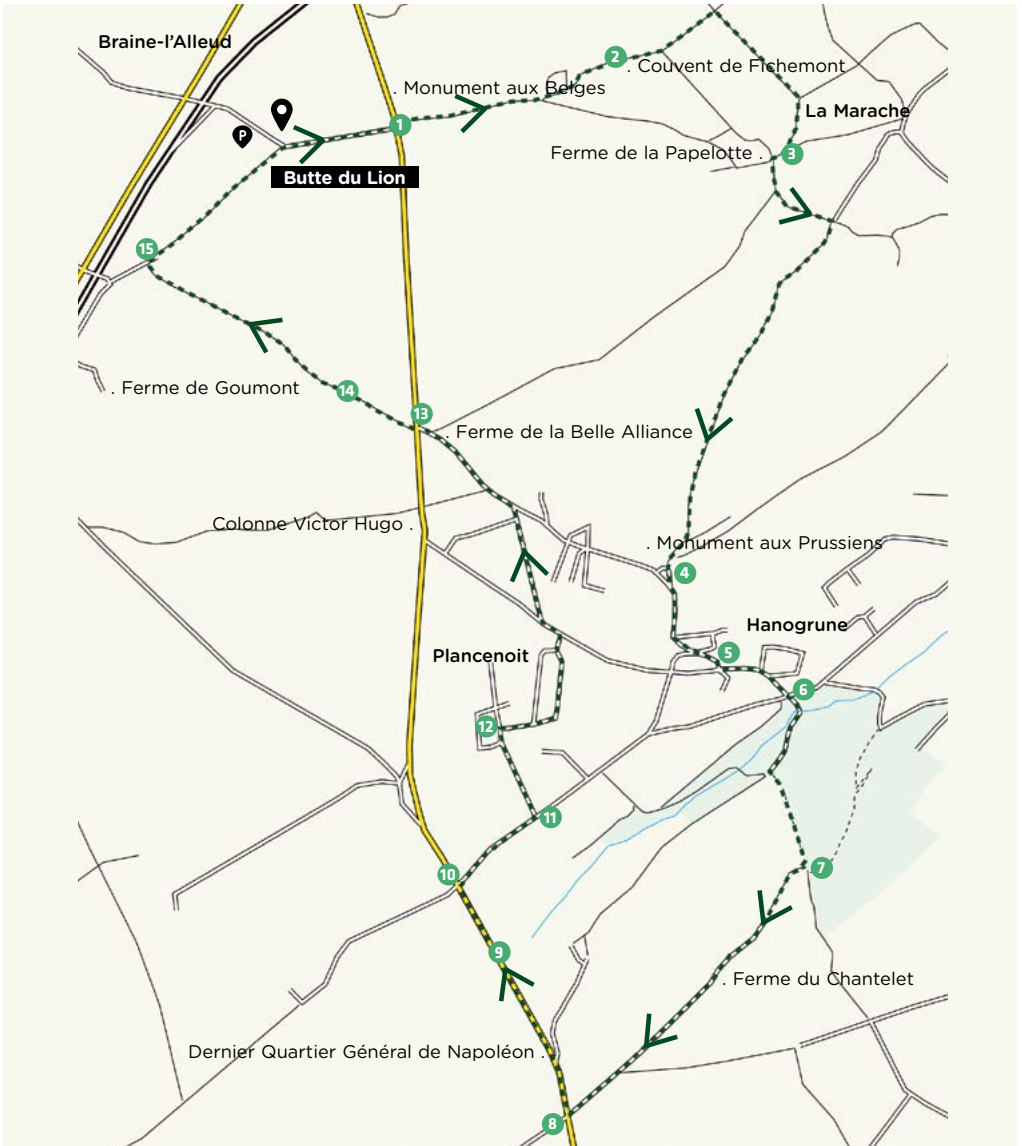 Braine-l'Alleud
2
. Couvent de Fichemont
. Monument aux Belges
La Marache
1
P
Ferme de la Papelotte .
3
Butte du Lion
15
. Ferme de Goumont
14
13
. Ferme de la Belle Alliance
Colonne Victor Hugo .
. Monument aux Prussiens
4
Hanogrune
5
Plancenoit
6
12
11
10
7
9
. Ferme du Chantelet
Dernier Quartier Général de Napoléon .
8